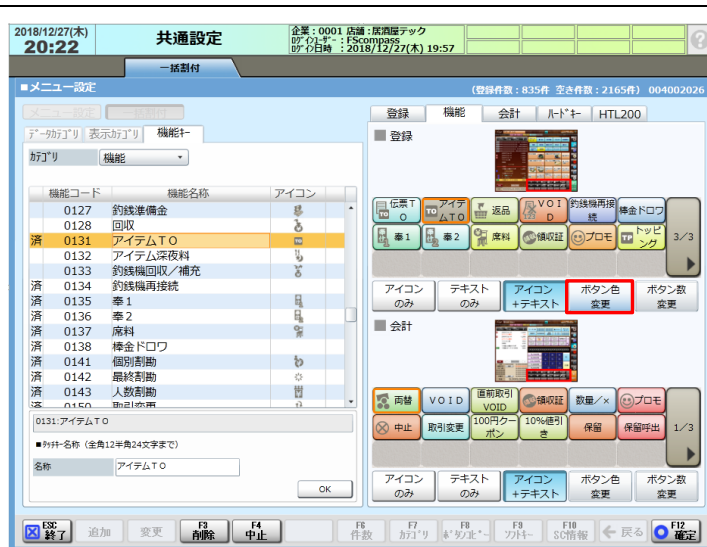 2018/12/27(木)
20:22
共通設定
企業：0001 店舗：居酒屋テック
ﾛｸﾞｲﾝﾕｰｻﾞｰ：FScompass
ﾛｸﾞｲﾝ日時 ：2018/12/27(木) 19:57
一括割付
■メニュー設定
(登録件数：835件 空き件数：2165件) 004002026
メニュー設定 一括割付
ﾃﾞｰﾀｶﾃｺﾞﾘ 表示ｶﾃｺﾞﾘ 機能ｷｰ
ｶﾃｺﾞﾘ 機能
機能コード 機能名称 アイコン
0127 釣銭準備金
0128 回収
済 0131 アイテムTO
0132 アイテム深夜料
0133 釣銭機回収／補充
済 0134 釣銭機再接続
済 0135 奉1
済 0136 奉2
済 0137 席料
済 0138 棒金ドロワ
済 0141 個別割勘
済 0142 最終割勘
済 0143 人数割勘
済 0150 取引変更
0131:アイテムTO
■ﾀｯﾁｷｰ名称（全角12半角24文字まで）
名称 アイテムTO
OK
登録 機能 会計 ﾊｰﾄﾞｷｰ HTL200
登録
伝票TO アイテムTO 返品 VOID 釣銭機再接続 棒金ドロワ
奉1 奉2 席料 領収証 プロモ トッピング 3/3
アイコンのみ テキストのみ アイコン+テキスト ボタン色変更 ボタン数変更
会計
両替 VOID 直前取引VOID 領収証 数量/× プロモ
中止 取引変更 100円クーポン 10%値引き 保留 保留呼出 1/3
アイコンのみ テキストのみ アイコン+テキスト ボタン色変更 ボタン数変更
ESC 終了 追加 変更 F3 削除 F4 中止 F6 件数 F7 ｶﾃｺﾞﾘ F8 ﾎﾞﾀﾝｺﾋﾟｰ F9 ｿﾌﾄｷｰ F10 SC情報 戻る F12 確定